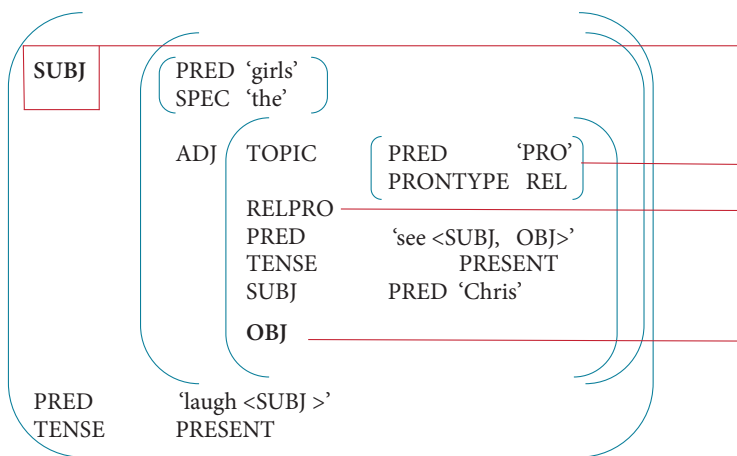 SUBJ PRED ‘girls’
SPEC ‘the’
ADJ TOPIC PRED ‘PRO’
PRONTYPE REL
RELPRO
PRED ‘see <SUBJ, OBJ>’
TENSE PRESENT
SUBJ PRED ‘Chris’
OBJ
PRED ‘laugh <SUBJ >’
TENSE PRESENT